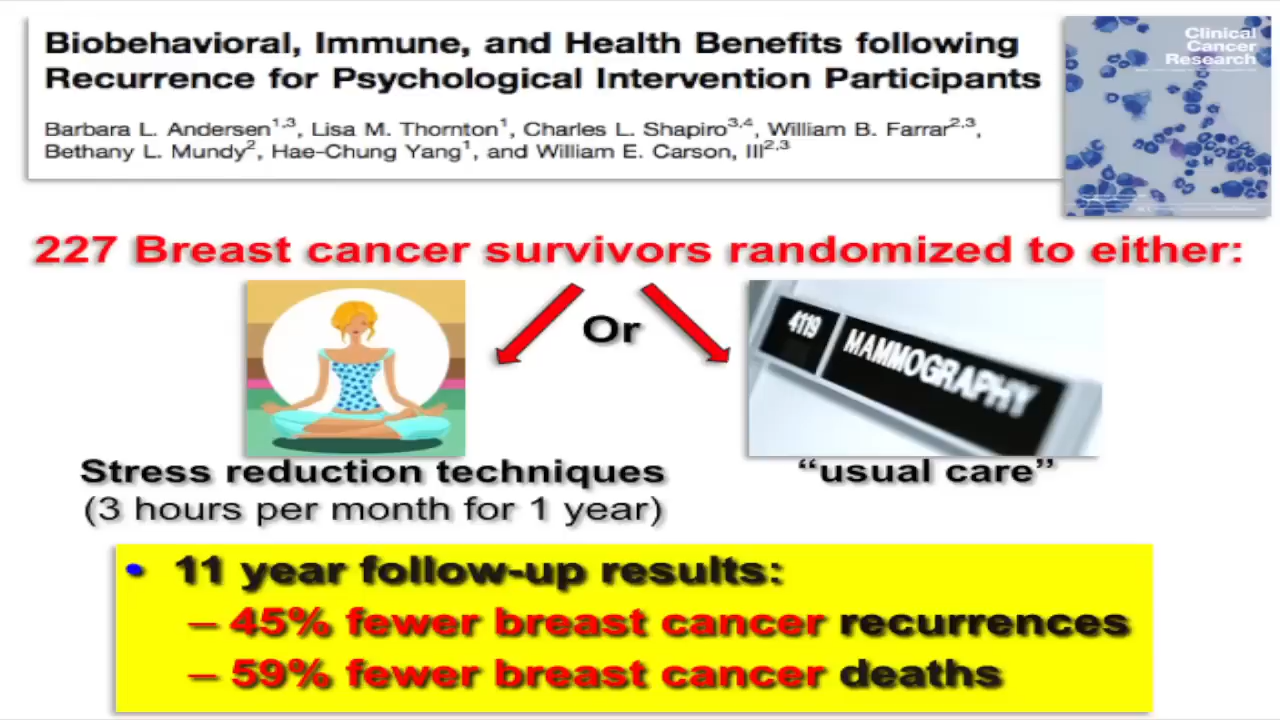 Biobehavioral, Immune, and Health Benefits following
Recurrence for Psychological Intervention Participants
Barbara L. Andersen1,3, Lisa M. Thornton1, Charles L. Shapiro3,4, William B. Farrar2,3,
Bethany L. Mundy2, Hae-Chung Yang1, and William E. Carson, III2,3
Clinical
Cancer
Research
227 Breast cancer survivors randomized to either:
Or
4119 MAMMOGRAPHY
Stress reduction techniques
(3 hours per month for 1 year)
“usual care”
• 11 year follow-up results:
– 45% fewer breast cancer recurrences
– 59% fewer breast cancer deaths